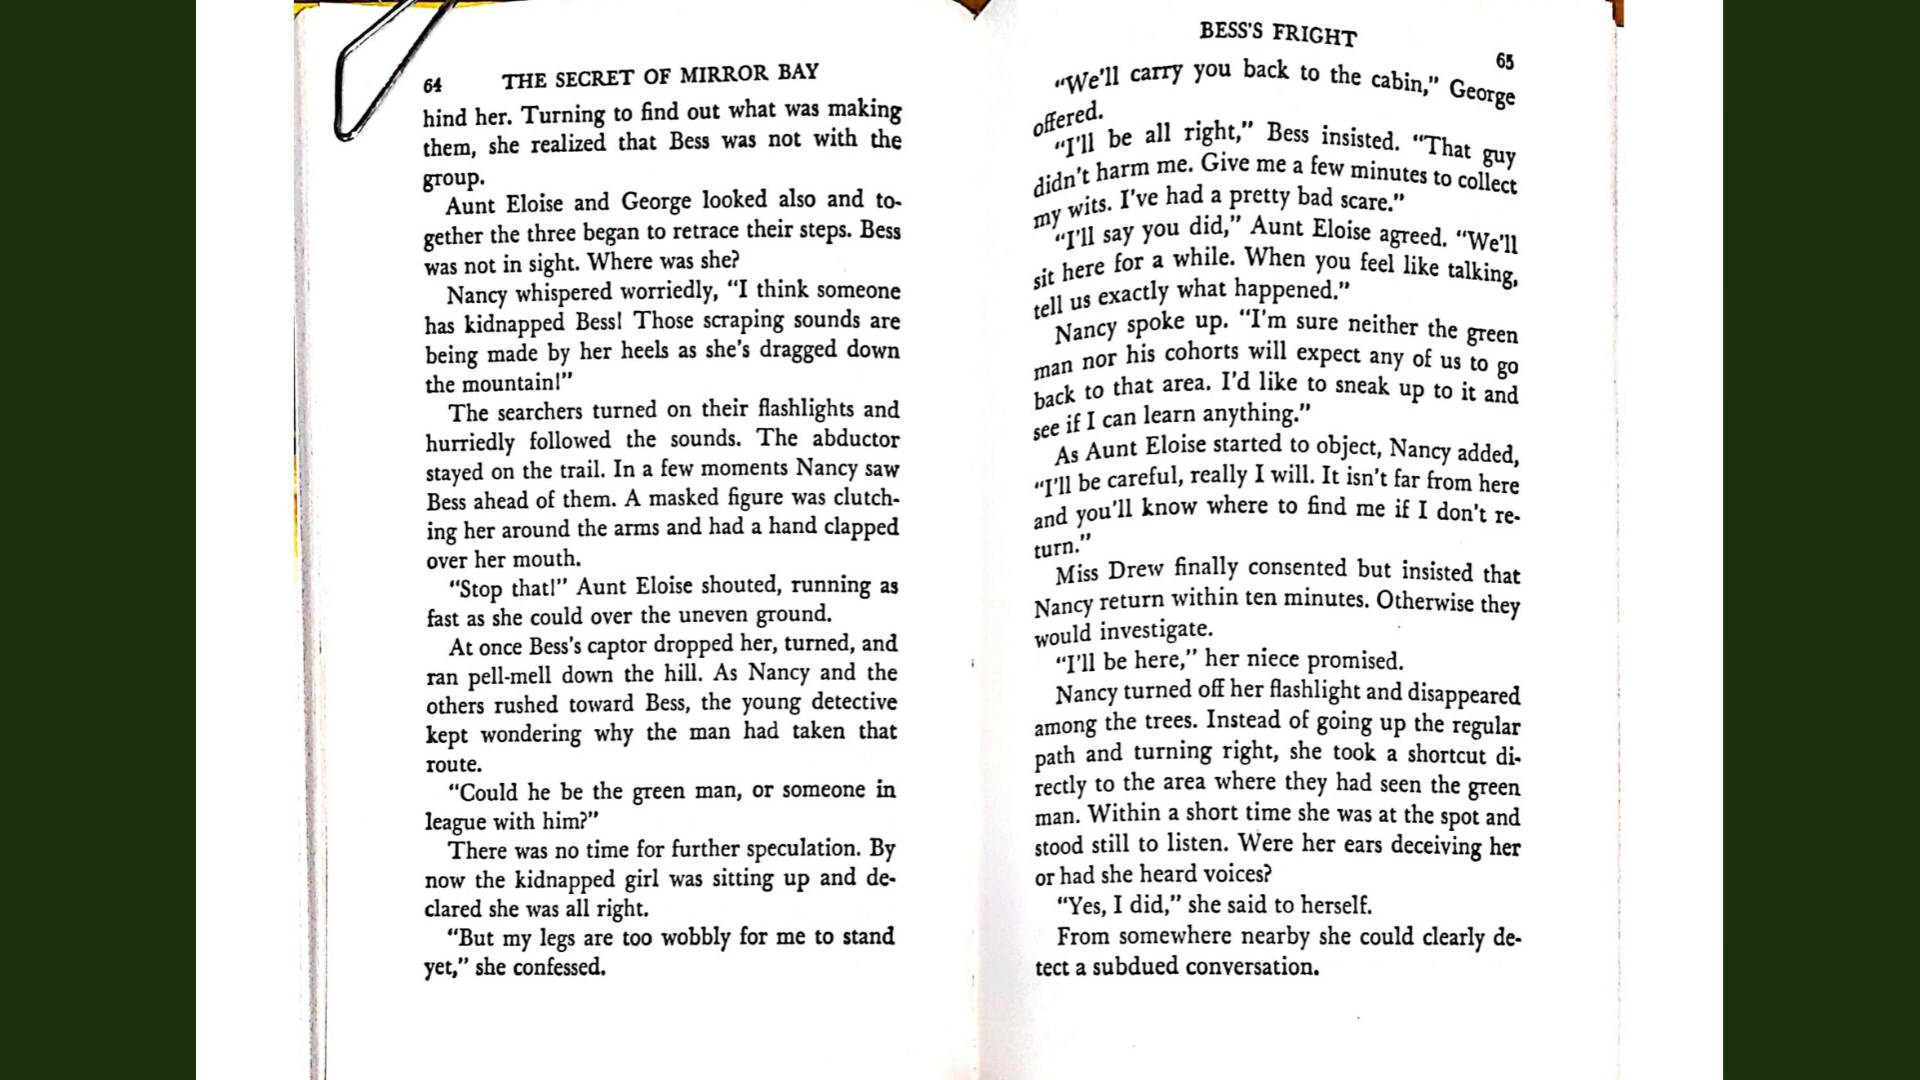 64 THE SECRET OF MIRROR BAY
hind her. Turning to find out what was making
them, she realized that Bess was not with the
group.
Aunt Eloise and George looked also and to-
gether the three began to retrace their steps. Bess
was not in sight. Where was she?
Nancy whispered worriedly, “I think someone
has kidnapped Bess! Those scraping sounds are
being made by her heels as she's dragged down
the mountain!”
The searchers turned on their flashlights and
hurriedly followed the sounds. The abductor
stayed on the trail. In a few moments Nancy saw
Bess ahead of them. A masked figure was clutch-
ing her around the arms and had a hand clapped
over her mouth.
“Stop that!” Aunt Eloise shouted, running as
fast as she could over the uneven ground.
At once Bess's captor dropped her, turned, and
ran pell-mell down the hill. As Nancy and the
others rushed toward Bess, the young detective
kept wondering why the man had taken that
route.
“Could he be the green man, or someone in
league with him?”
There was no time for further speculation. By
now the kidnapped girl was sitting up and de-
clared she was all right.
“But my legs are too wobbly for me to stand
yet,” she confessed.
BESS'S FRIGHT 65
“We'll carry you back to the cabin,” George
offered.
“I'll be all right,” Bess insisted. “That guy
didn't harm me. Give me a few minutes to collect
my wits. I've had a pretty bad scare.”
“I'll say you did,” Aunt Eloise agreed. “We'll
sit here for a while. When you feel like talking,
tell us exactly what happened.”
Nancy spoke up. “I'm sure neither the green
man nor his cohorts will expect any of us to go
back to that area. I'd like to sneak up to it and
see if I can learn anything.”
As Aunt Eloise started to object, Nancy added,
“I'll be careful, really I will. It isn't far from here
and you'll know where to find me if I don't re-
turn.”
Miss Drew finally consented but insisted that
Nancy return within ten minutes. Otherwise they
would investigate.
“I'll be here,” her niece promised.
Nancy turned off her flashlight and disappeared
among the trees. Instead of going up the regular
path and turning right, she took a shortcut di-
rectly to the area where they had seen the green
man. Within a short time she was at the spot and
stood still to listen. Were her ears deceiving her
or had she heard voices?
“Yes, I did,” she said to herself.
From somewhere nearby she could clearly de-
tect a subdued conversation.